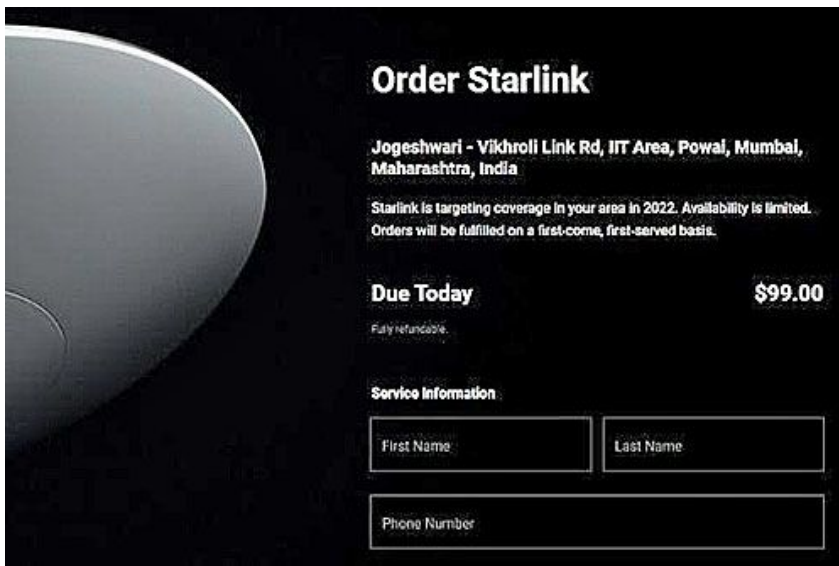 Order Starlink
Jogeshwari - Vikhroli Link Rd, IIT Area, Powai, Mumbai,
Maharashtra, India
Starlink is targeting coverage in your area in 2022. Availability is limited.
Orders will be fulfilled on a first-come, first-served basis.
Due Today $99.00
Fully refundable.
Service Information
First Name Last Name
Phone Number